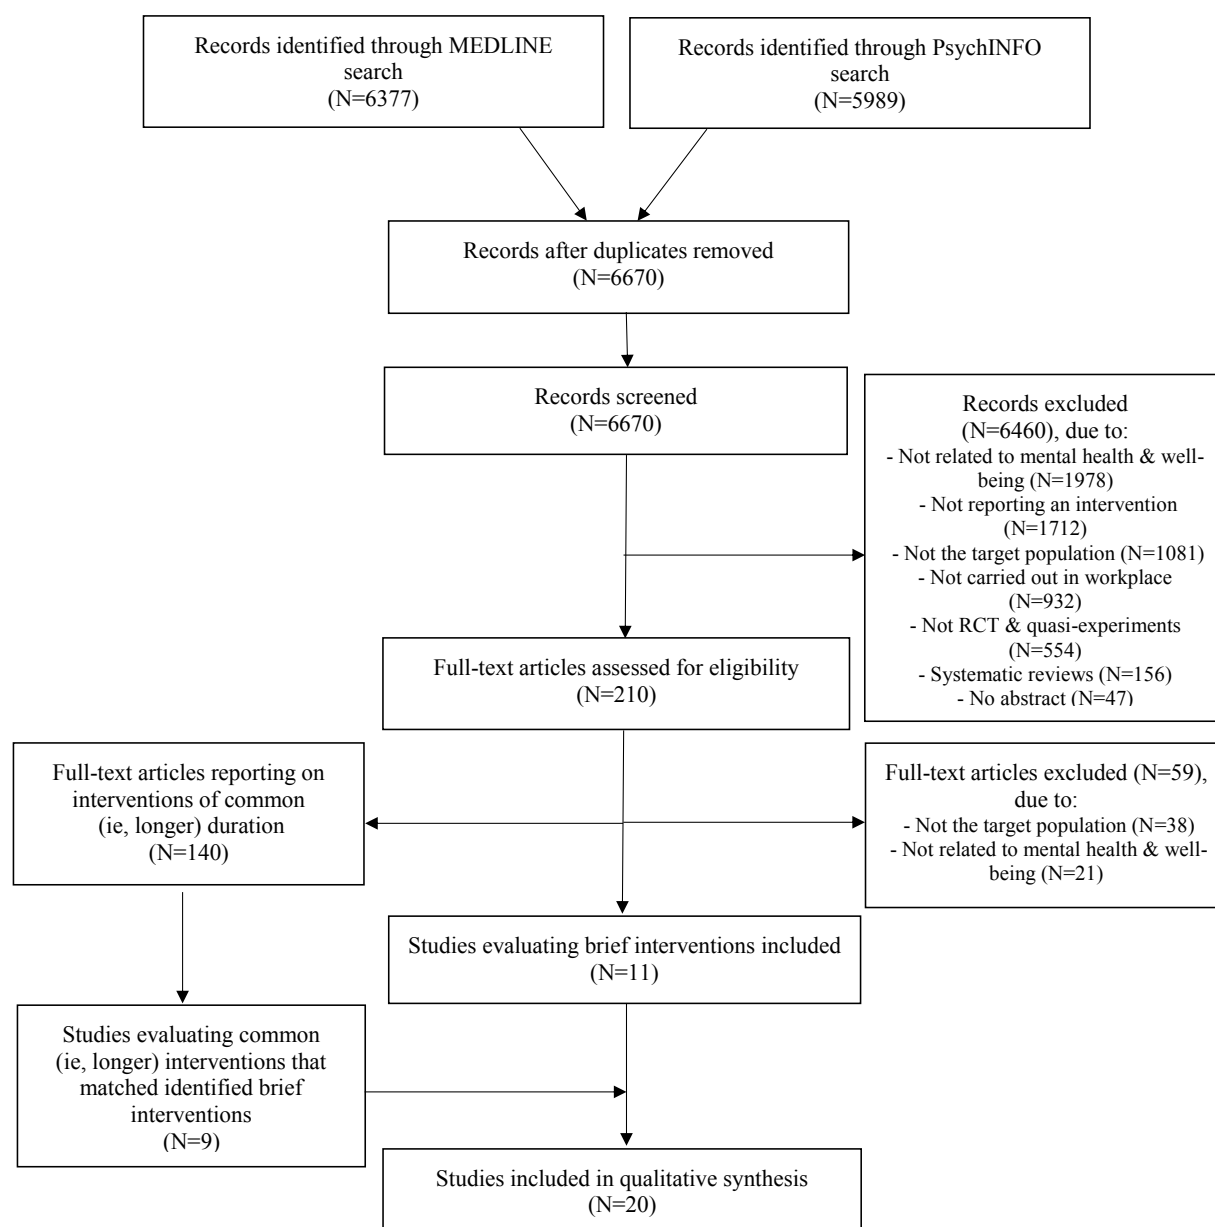 Records identified through MEDLINE
search
(N=6377)
Records identified through PsychINFO
search
(N=5989)
Records after duplicates removed
(N=6670)
Records screened
(N=6670)
Records excluded
(N=6460), due to:
- Not related to mental health & well-
being (N=1978)
- Not reporting an intervention
(N=1712)
- Not the target population (N=1081)
- Not carried out in workplace
(N=932)
- Not RCT & quasi-experiments
(N=554)
- Systematic reviews (N=156)
- No abstract (N=47)
Full-text articles assessed for eligibility
(N=210)
Full-text articles reporting on
interventions of common
(ie, longer) duration
(N=140)
Full-text articles excluded (N=59),
due to:
- Not the target population (N=38)
- Not related to mental health & well-
being (N=21)
Studies evaluating brief interventions included
(N=11)
Studies evaluating common
(ie, longer) interventions that
matched identified brief
interventions
(N=9)
Studies included in qualitative synthesis
(N=20)